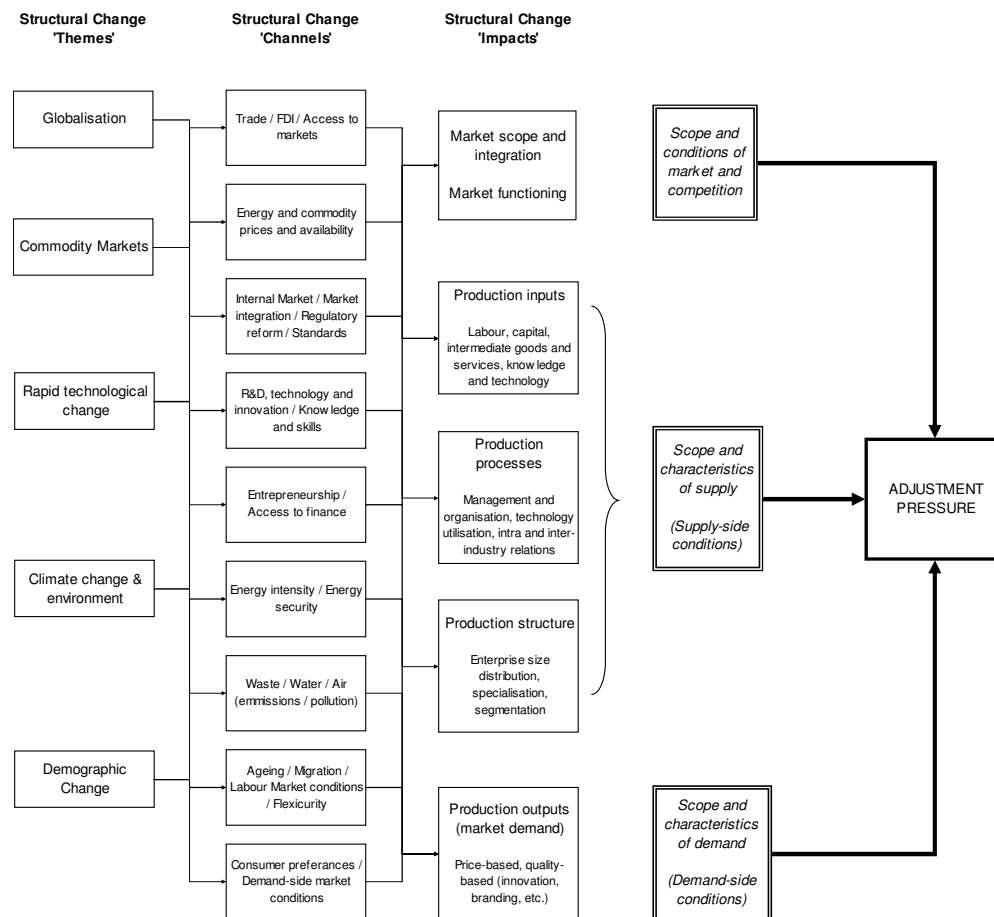 Structural Change
'Themes'
Structural Change
'Channels'
Structural Change
'Impacts'
Globalisation
Commodity Markets
Rapid technological
change
Climate change &
environment
Demographic
Change
Trade / FDI / Access to
markets
Energy and commodity
prices and availability
Internal Market / Market
integration / Regulatory
reform / Standards
R&D, technology and
innovation / Knowledge
and skills
Entrepreneurship /
Access to finance
Energy intensity / Energy
security
Waste / Water / Air
(emmissions / pollution)
Ageing / Migration /
Labour Market conditions
/ Flexicurity
Consumer preferances /
Demand-side market
conditions
Market scope and
integration
Market functioning
Production inputs
Labour, capital,
intermediate goods and
services, knowledge
and technology
Production
processes
Management and
organisation, technology
utilisation, intra and inter-
industry relations
Production structure
Enterprise size
distribution,
specialisation,
segmentation
Production outputs
(market demand)
Price-based, quality-
based (innovation,
branding, etc.)
Scope and
conditions of
market and
competition
Scope and
characteristics
of supply
(Supply-side
conditions)
Scope and
characteristics
of demand
(Demand-side
conditions)
ADJUSTMENT
PRESSURE